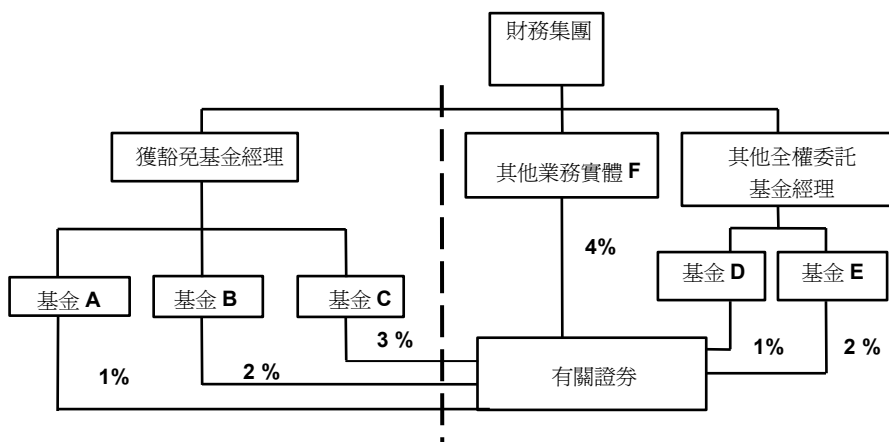 財務集團
獲豁免基金經理
其他業務實體 F
其他全權委託
基金經理
4%
基金 A
基金 B
基金 C
基金 D
基金 E
3 %
1%
2 %
1%
2 %
有關證券